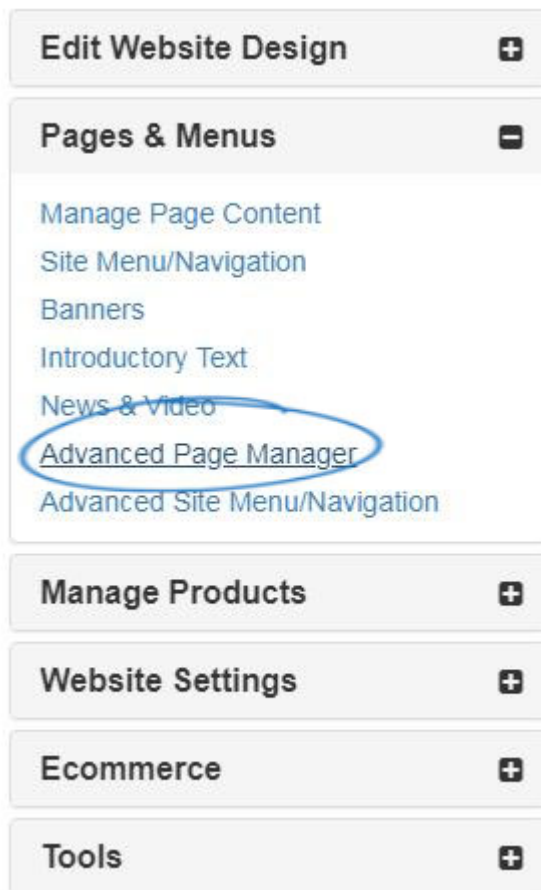 Edit Website Design
Pages & Menus
Manage Page Content
Site Menu/Navigation
Banners
Introductory Text
News & Video
Advanced Page Manager
Advanced Site Menu/Navigation
Manage Products
Website Settings
Ecommerce
Tools